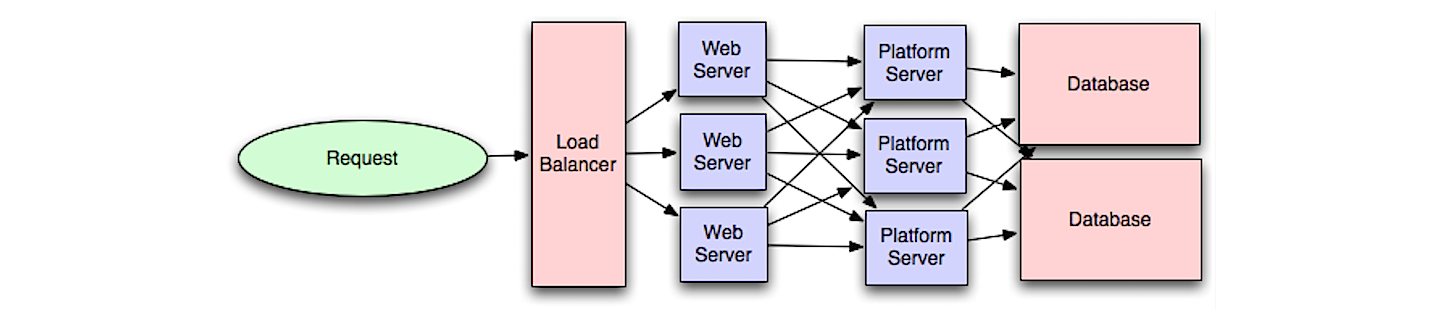 Request
Load
Balancer
Web
Server
Web
Server
Web
Server
Platform
Server
Platform
Server
Platform
Server
Database
Database